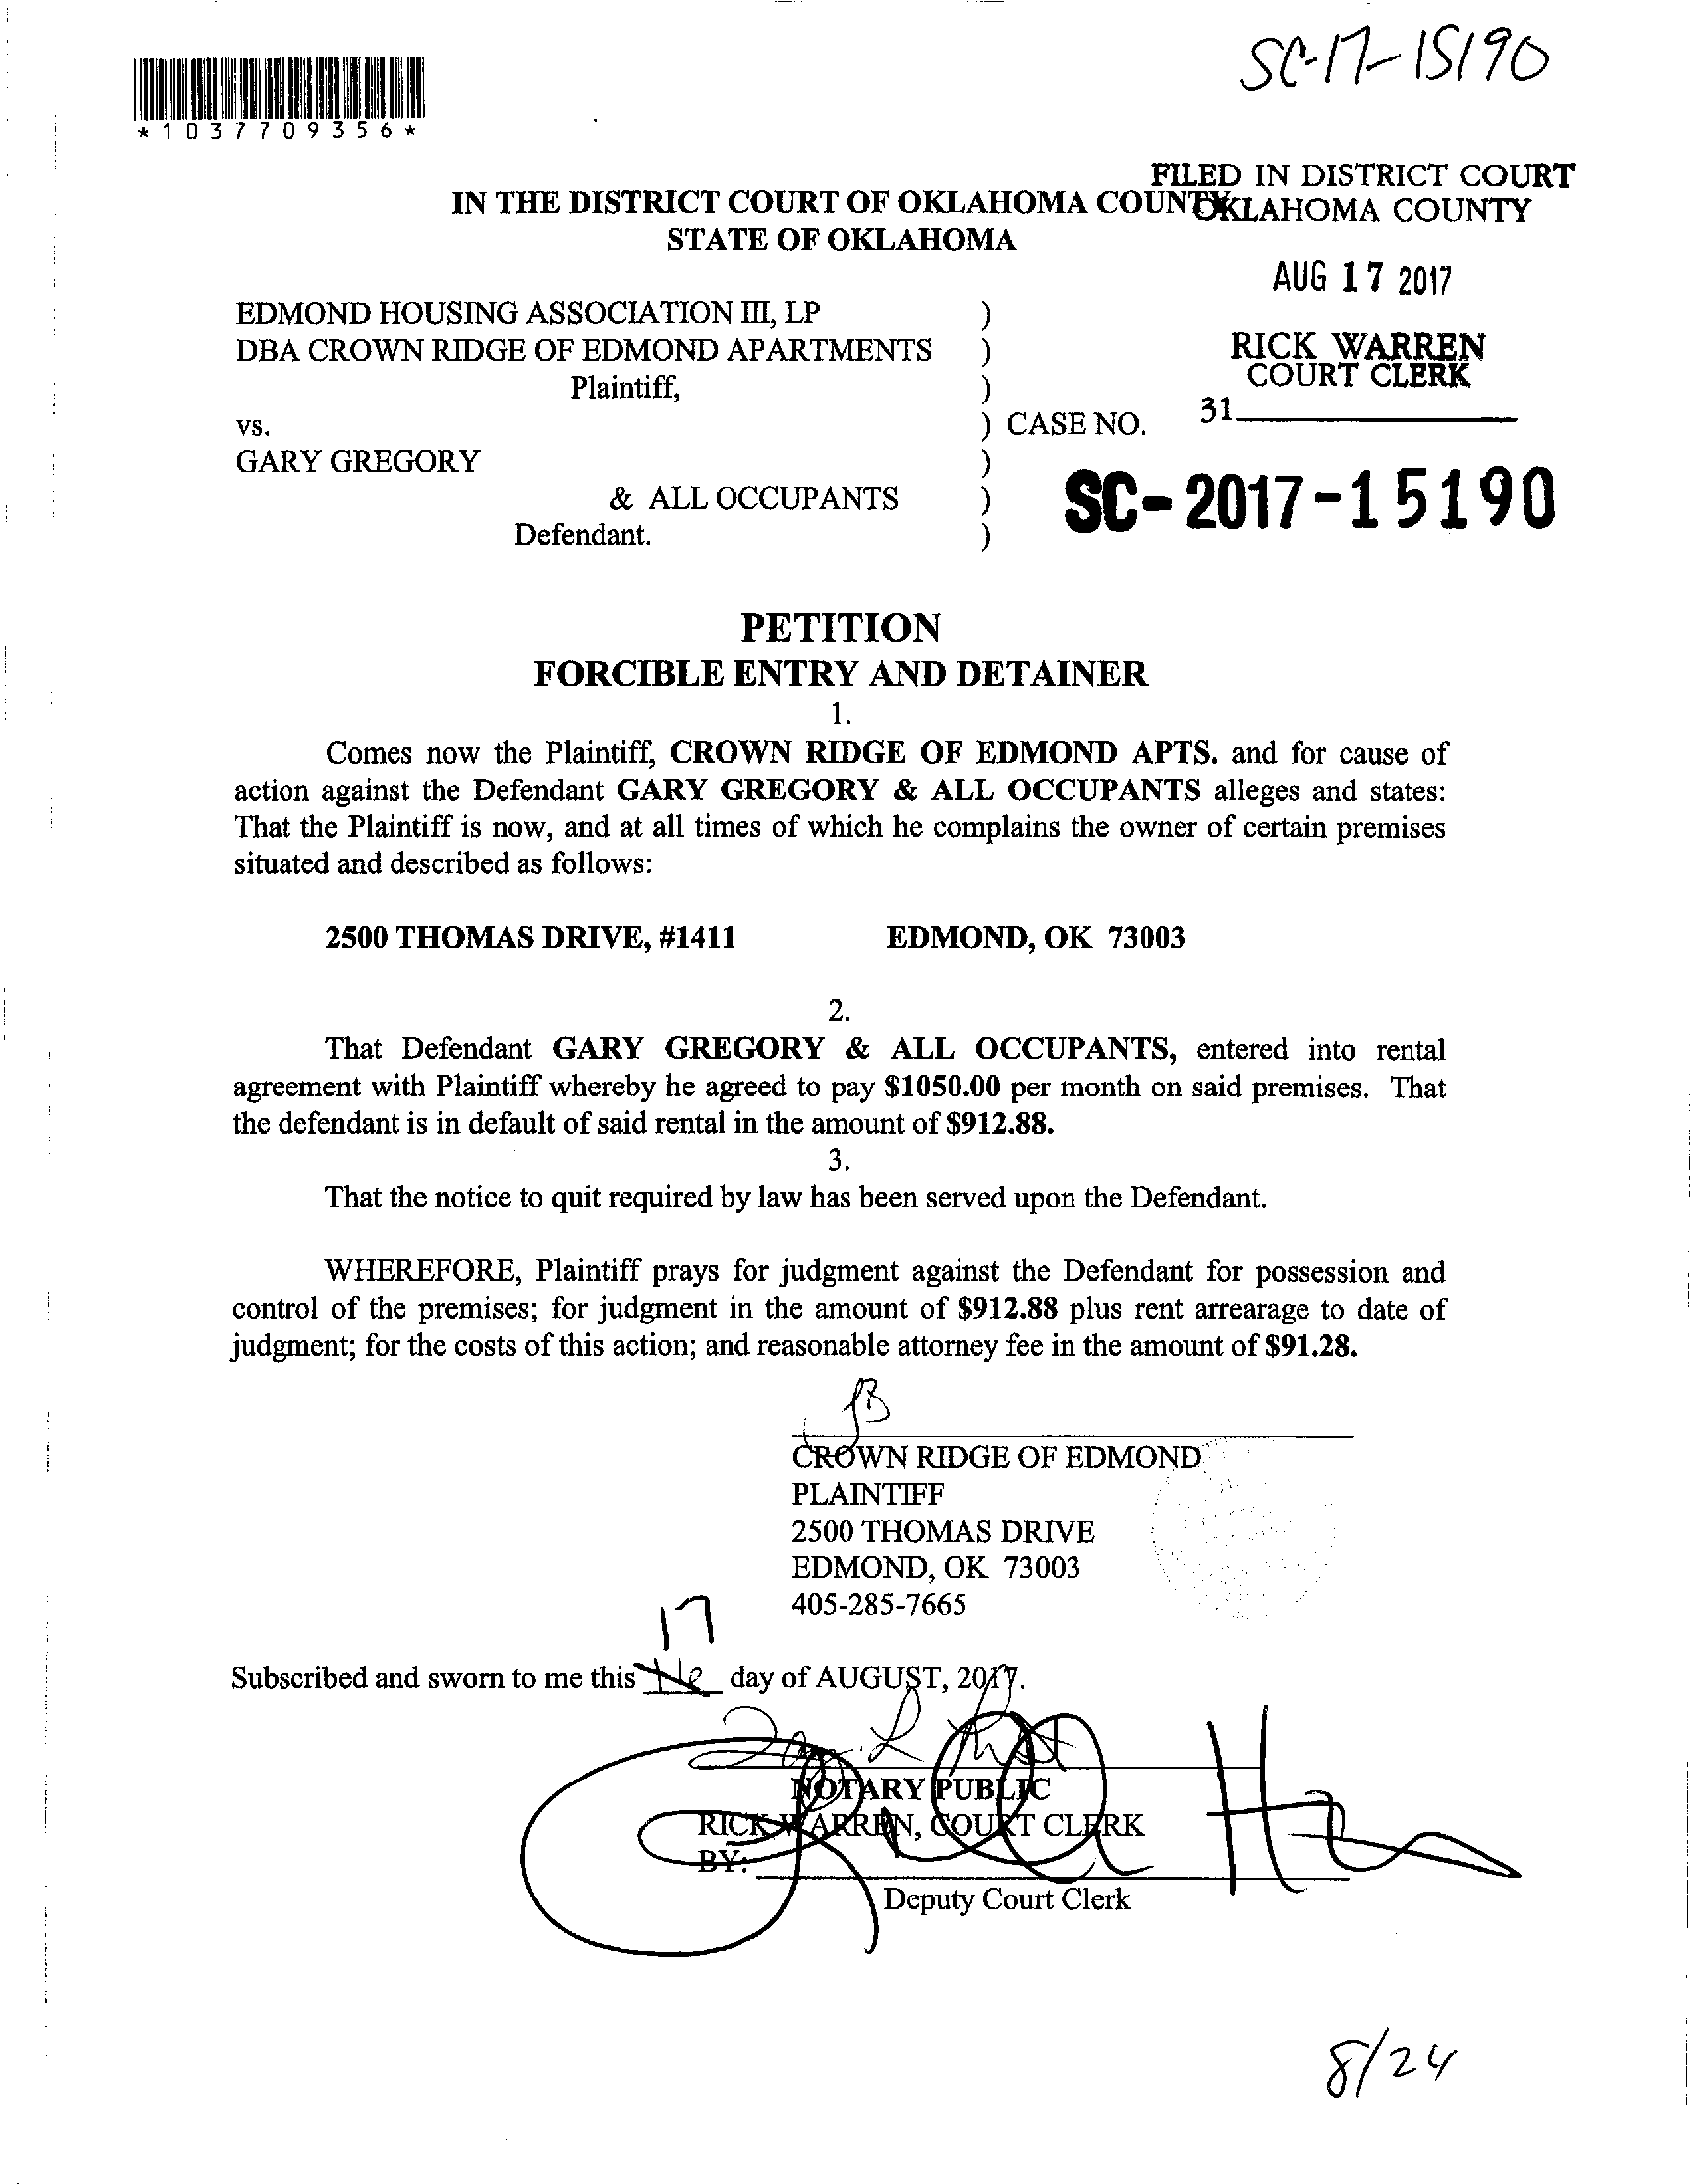 SC-17-15190
*1037709356*
FILED IN DISTRICT COURT
OKLAHOMA COUNTY
IN THE DISTRICT COURT OF OKLAHOMA COUNTY
STATE OF OKLAHOMA
AUG 17 2017
EDMOND HOUSING ASSOCIATION III, LP )
DBA CROWN RIDGE OF EDMOND APARTMENTS )
RICK WARREN
COURT CLERK
Plaintiff, )
31
vs. ) CASE NO.
GARY GREGORY )
& ALL OCCUPANTS )
SC-2017-15190
Defendant. )
PETITION
FORCIBLE ENTRY AND DETAINER
1.
Comes now the Plaintiff, CROWN RIDGE OF EDMOND APTS. and for cause of
action against the Defendant GARY GREGORY & ALL OCCUPANTS alleges and states:
That the Plaintiff is now, and at all times of which he complains the owner of certain premises
situated and described as follows:
2500 THOMAS DRIVE, #1411 EDMOND, OK 73003
2.
That Defendant GARY GREGORY & ALL OCCUPANTS, entered into rental
agreement with Plaintiff whereby he agreed to pay $1050.00 per month on said premises. That
the defendant is in default of said rental in the amount of $912.88.
3.
That the notice to quit required by law has been served upon the Defendant.
WHEREFORE, Plaintiff prays for judgment against the Defendant for possession and
control of the premises; for judgment in the amount of $912.88 plus rent arrearage to date of
judgment; for the costs of this action; and reasonable attorney fee in the amount of $91.28.
CROWN RIDGE OF EDMOND
PLAINTIFF
2500 THOMAS DRIVE
EDMOND, OK 73003
405-285-7665
17
Subscribed and sworn to me this day of AUGUST, 2017.
NOTARY PUBLIC
RICK WARREN, COURT CLERK
BY:
Deputy Court Clerk
8/24